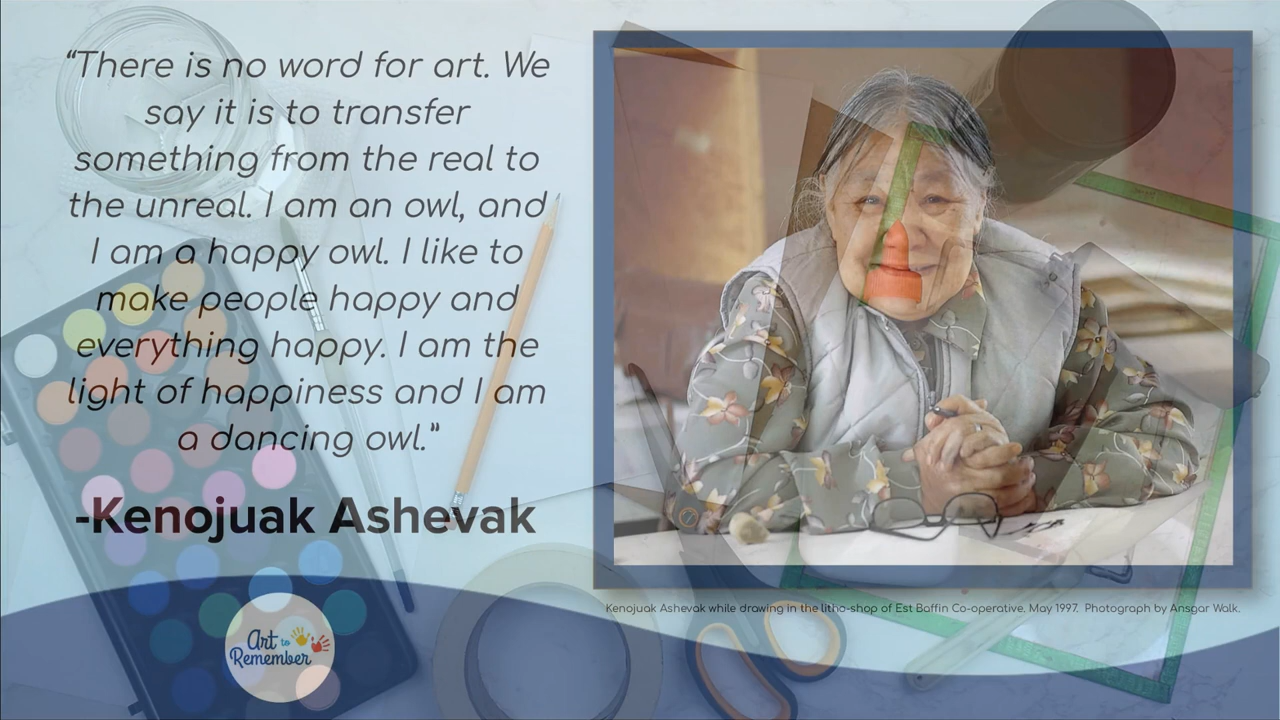 “There is no word for art. We
say it is to transfer
something from the real to
the unreal. I am an owl, and
I am a happy owl. I like to
make people happy and
everything happy. I am the
light of happiness and I am
a dancing owl.”
-Kenojuak Ashevak
Kenojuak Ashevak while drawing in the litho-shop of Est Baffin Co-operative, May 1997. Photograph by Ansgar Walk.
Art to
Remember